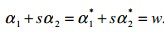 α₁ + sα₂ = α₁* + sα₂* = w.